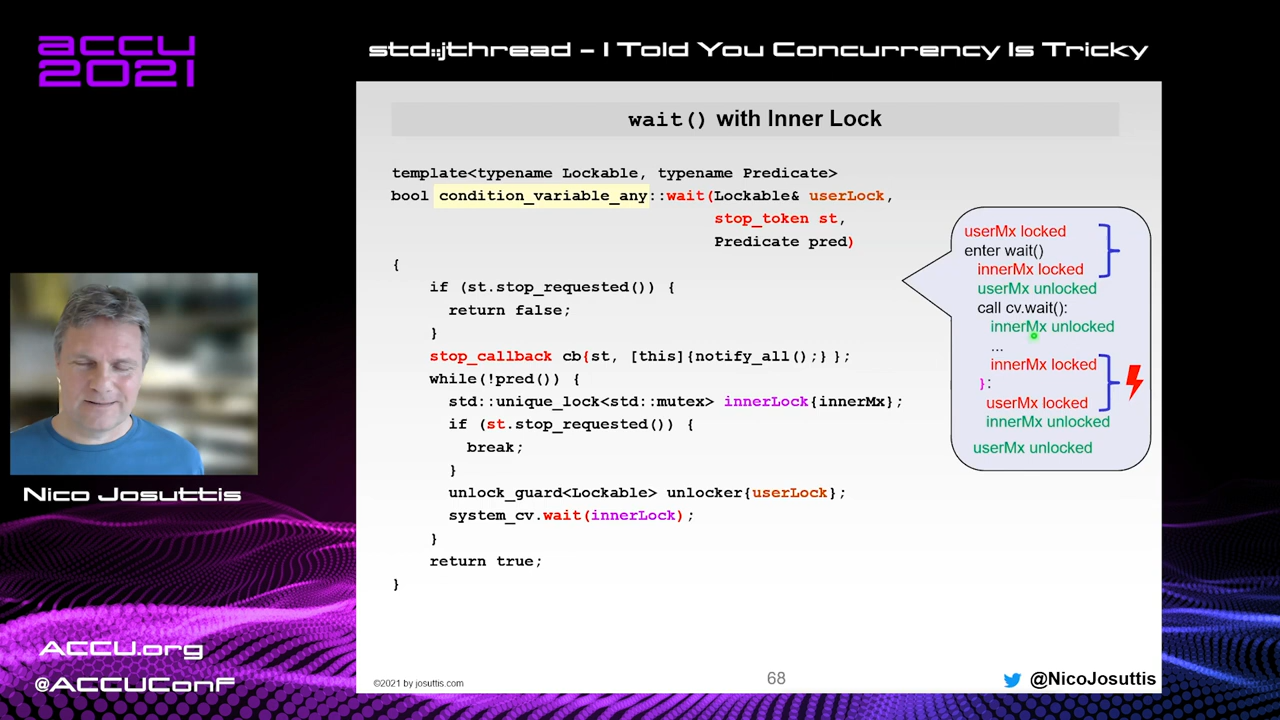 accu
2021
std::jthread – I Told You Concurrency Is Tricky
wait() with Inner Lock
template<typename Lockable, typename Predicate>
bool condition_variable_any::wait(Lockable& userLock,
stop_token st,
Predicate pred)
{
if (st.stop_requested()) {
return false;
}
stop_callback cb{st, [this]{notify_all();} };
while(!pred()) {
std::unique_lock<std::mutex> innerLock{innerMx};
if (st.stop_requested()) {
break;
}
unlock_guard<Lockable> unlocker{userLock};
system_cv.wait(innerLock);
}
return true;
}
userMx locked
enter wait()
innerMx locked
userMx unlocked
call cv.wait():
innerMx unlocked
...
innerMx locked
}:
userMx locked
innerMx unlocked
userMx unlocked
Nico Josuttis
ACCU.org
@ACCUConf
©2021 by josuttis.com
68
@NicoJosuttis